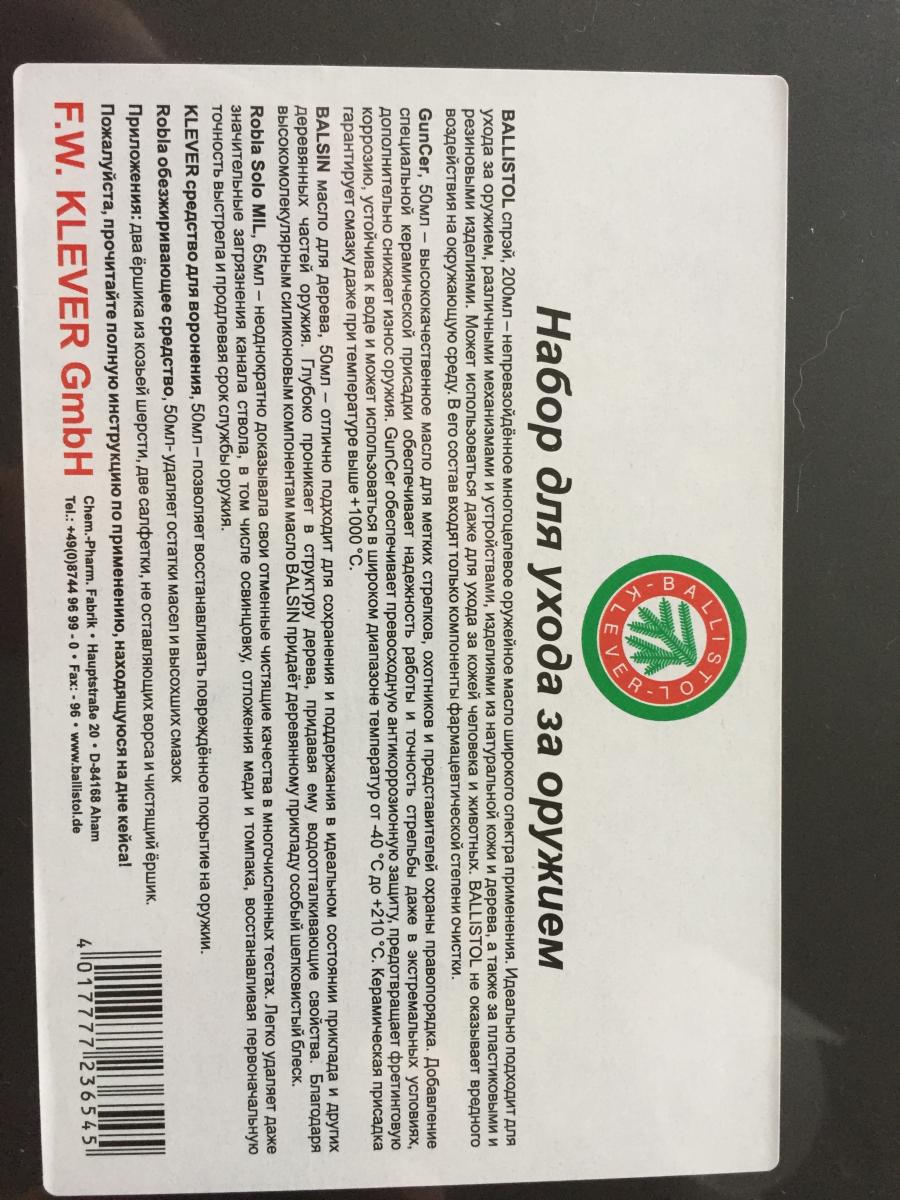 BALLISTOL-KLEVER-
Набор для ухода за оружием
BALLISTOL спрэй, 200мл – непревзойдённое многоцелевое оружейное масло широкого спектра применения. Идеально подходит для
ухода за оружием, различными механизмами и устройствами, изделиями из натуральной кожи и дерева, а также за пластиковыми и
резиновыми изделиями. Может использоваться даже для ухода за кожей человека и животных. BALLISTOL не оказывает вредного
воздействия на окружающую среду. В его состав входят только компоненты фармацевтической степени очистки.
GunCer, 50мл – высококачественное масло для метких стрелков, охотников и представителей охраны правопорядка. Добавление
специальной керамической присадки обеспечивает надежность работы и точность стрельбы даже в экстремальных условиях,
дополнительно снижает износ оружия. GunCer обеспечивает превосходную антикоррозионную защиту, предотвращает фретинговую
коррозию, устойчива к воде и может использоваться в широком диапазоне температур от -40 °C до +210 °C. Керамическая присадка
гарантирует смазку даже при температуре выше +1000 °C.
BALSIN масло для дерева, 50мл – отлично подходит для сохранения и поддержания в идеальном состоянии приклада и других
деревянных частей оружия. Глубоко проникает в структуру дерева, придавая ему водоотталкивающие свойства. Благодаря
высокомолекулярным силиконовым компонентам масло BALSIN придаёт деревянному прикладу особый шелковистый блеск.
Robla Solo MIL, 65мл – неоднократно доказывала свои отменные чистящие качества в многочисленных тестах. Легко удаляет даже
значительные загрязнения канала ствола, в том числе освинцовку, отложения меди и томпака, восстанавливая первоначальную
точность выстрела и продлевая срок службы оружия.
KLEVER средство для воронения, 50мл – позволяет восстанавливать повреждённое покрытие на оружии.
Robla обезжиривающее средство, 50мл- удаляет остатки масел и высохших смазок
Приложения: два ёршика из козьей шерсти, две салфетки, не оставляющих ворса и чистящий ёршик.
Пожалуйста, прочитайте полную инструкцию по применению, находящуюся на дне кейса!
F.W. KLEVER GmbH
Chem.-Pharm. Fabrik • Hauptstraße 20 • D-84168 Aham
Tel.: +49(0)8744 96 99 - 0 • Fax: - 96 • www.ballistol.de
4 017777 236545